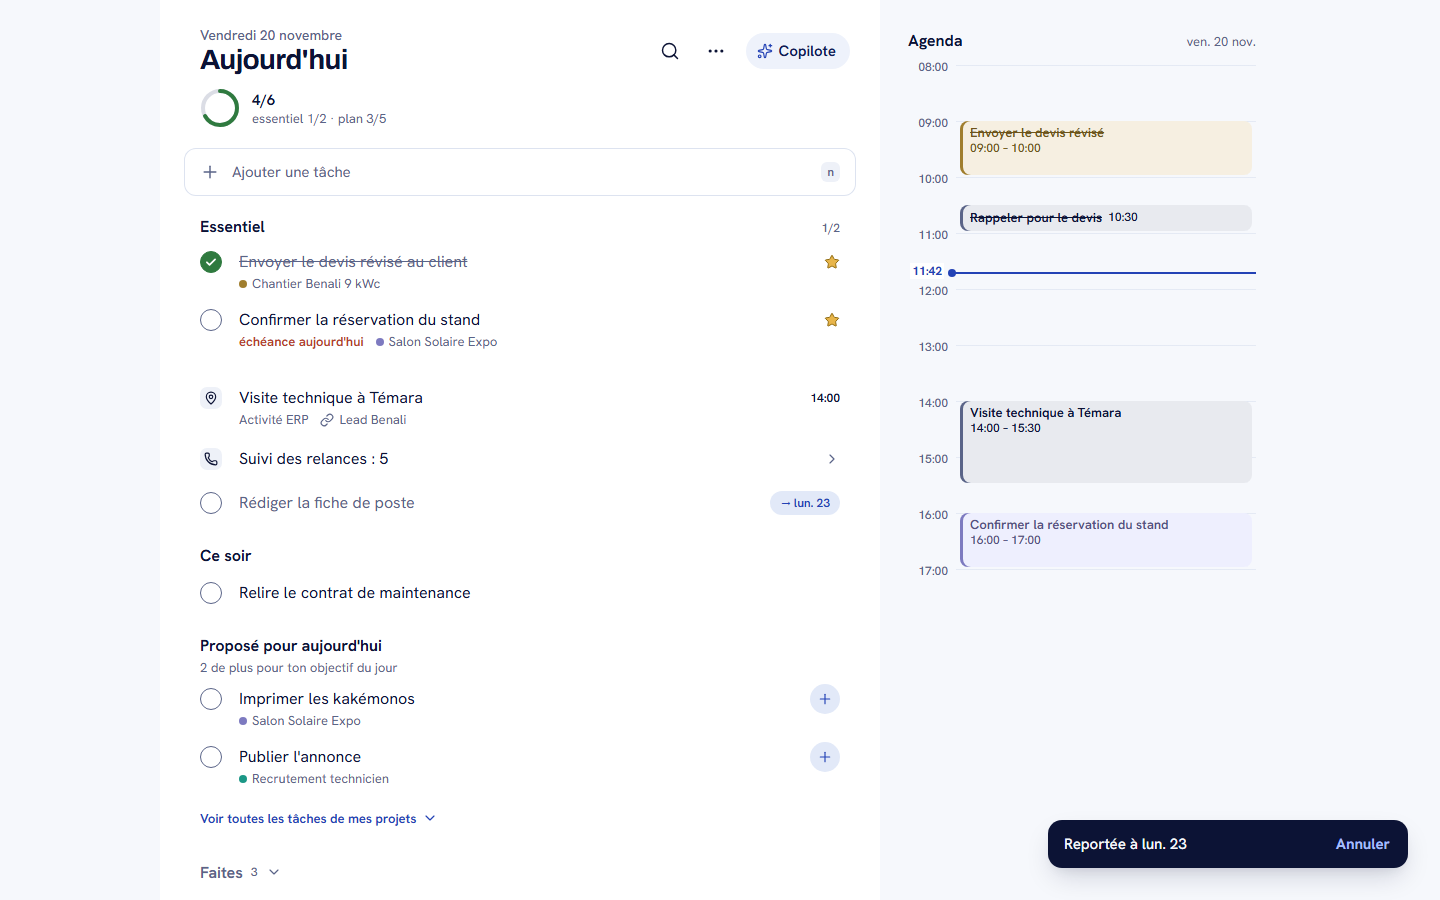 Vendredi 20 novembre
Aujourd'hui
Copilote
4/6
essentiel 1/2 · plan 3/5
Ajouter une tâche
n
Essentiel
1/2
Envoyer le devis révisé au client
Chantier Benali 9 kWc
Confirmer la réservation du stand
échéance aujourd'hui
Salon Solaire Expo
Visite technique à Témara
14:00
Activité ERP
Lead Benali
Suivi des relances : 5
Rédiger la fiche de poste
→ lun. 23
Ce soir
Relire le contrat de maintenance
Proposé pour aujourd'hui
2 de plus pour ton objectif du jour
Imprimer les kakémonos
Salon Solaire Expo
Publier l'annonce
Recrutement technicien
Voir toutes les tâches de mes projets
Faites 3
Agenda
ven. 20 nov.
08:00
09:00
Envoyer le devis révisé
09:00 – 10:00
10:00
Rappeler pour le devis 10:30
11:00
11:42
12:00
13:00
14:00
Visite technique à Témara
14:00 – 15:30
15:00
16:00
Confirmer la réservation du stand
16:00 – 17:00
17:00
Reportée à lun. 23
Annuler